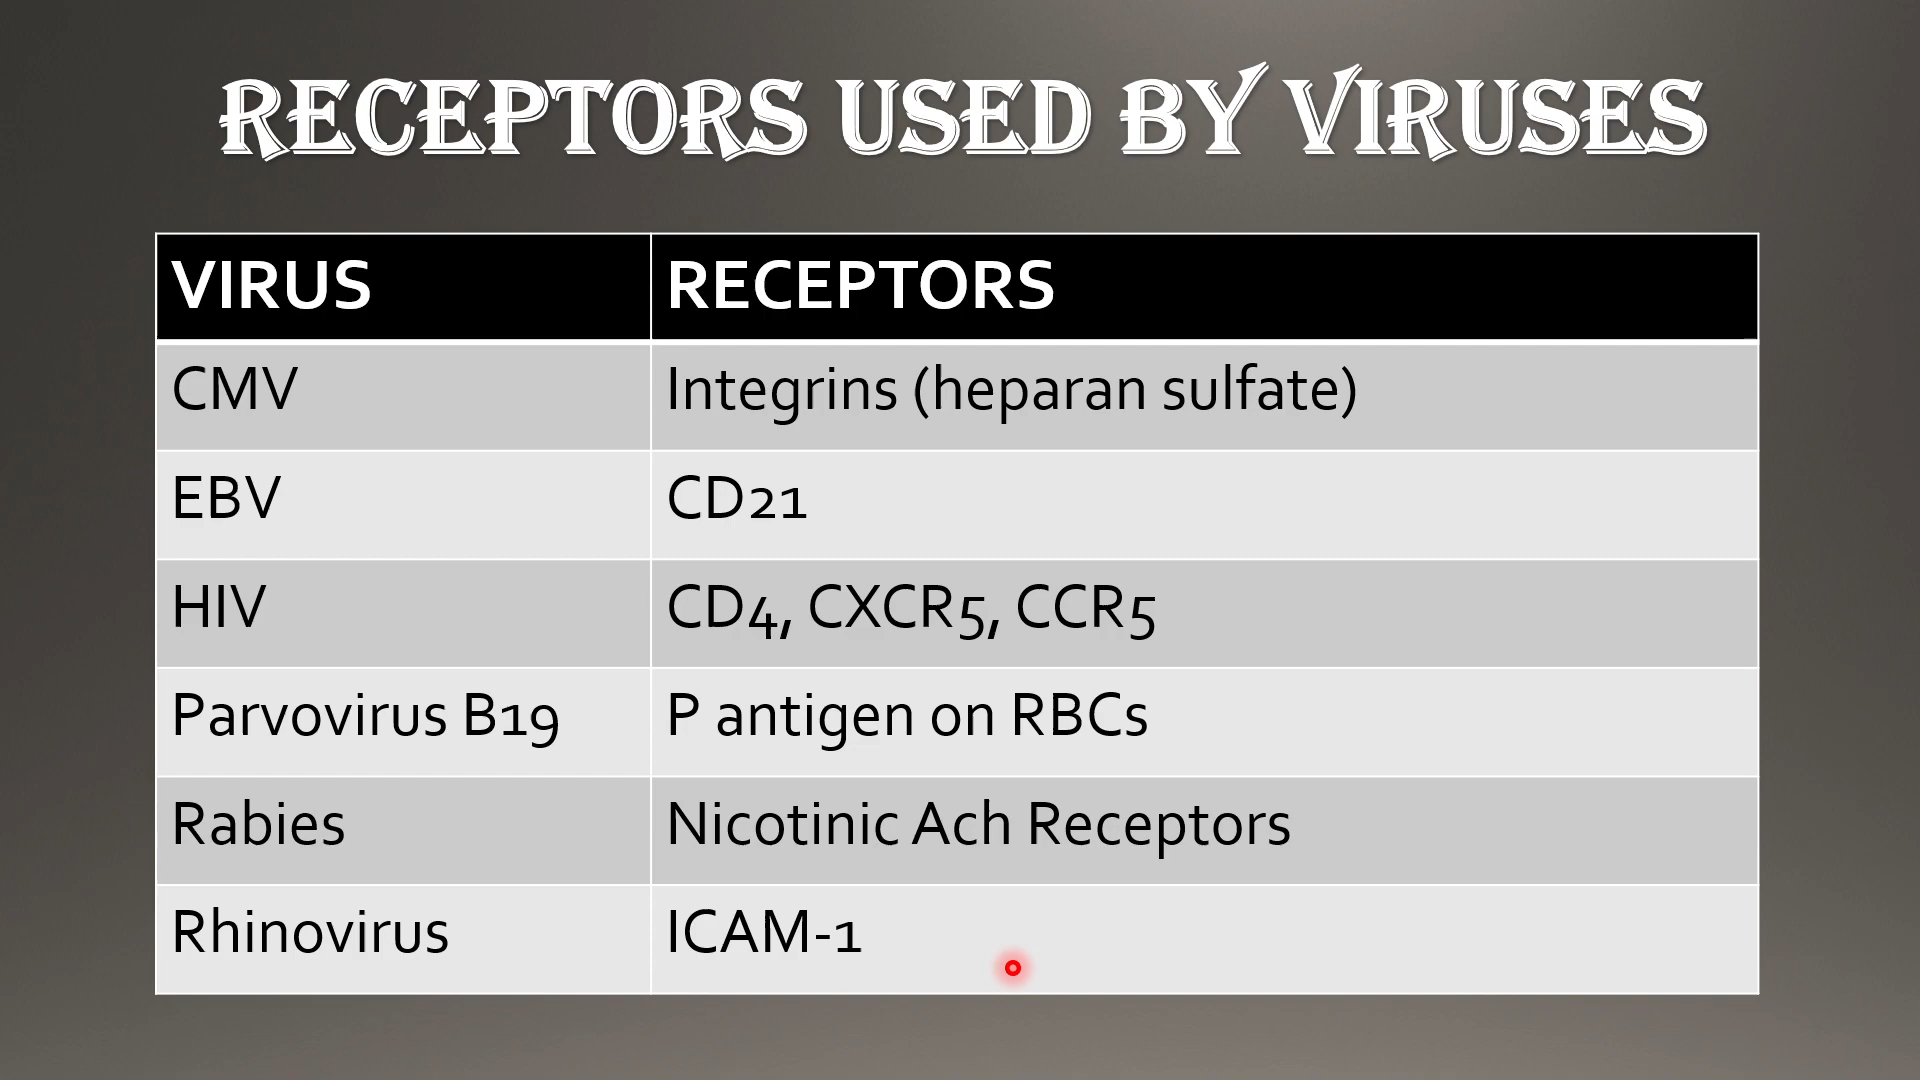 RECEPTORS USED BY VIRUSES
VIRUS RECEPTORS
CMV Integrins (heparan sulfate)
EBV CD21
HIV CD4, CXCR5, CCR5
Parvovirus B19 P antigen on RBCs
Rabies Nicotinic Ach Receptors
Rhinovirus ICAM-1